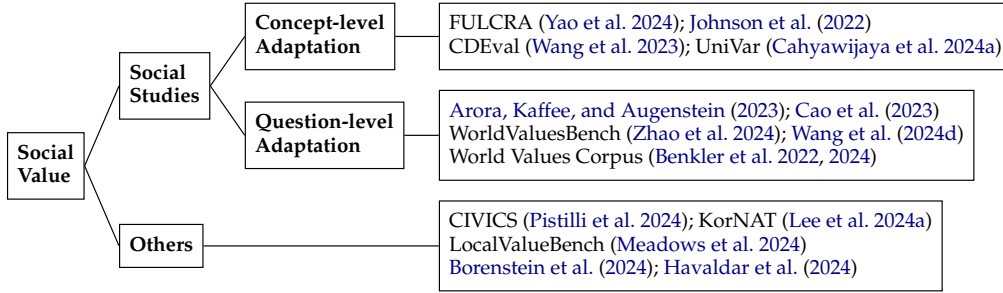 Social
Value
Social
Studies
Concept-level
Adaptation
FULCRA (Yao et al. 2024); Johnson et al. (2022)
CDEval (Wang et al. 2023); UniVar (Cahyawijaya et al. 2024a)
Question-level
Adaptation
Arora, Kaffee, and Augenstein (2023); Cao et al. (2023)
WorldValuesBench (Zhao et al. 2024); Wang et al. (2024d)
World Values Corpus (Benkler et al. 2022, 2024)
Others
CIVICS (Pistilli et al. 2024); KorNAT (Lee et al. 2024a)
LocalValueBench (Meadows et al. 2024)
Borenstein et al. (2024); Havaldar et al. (2024)